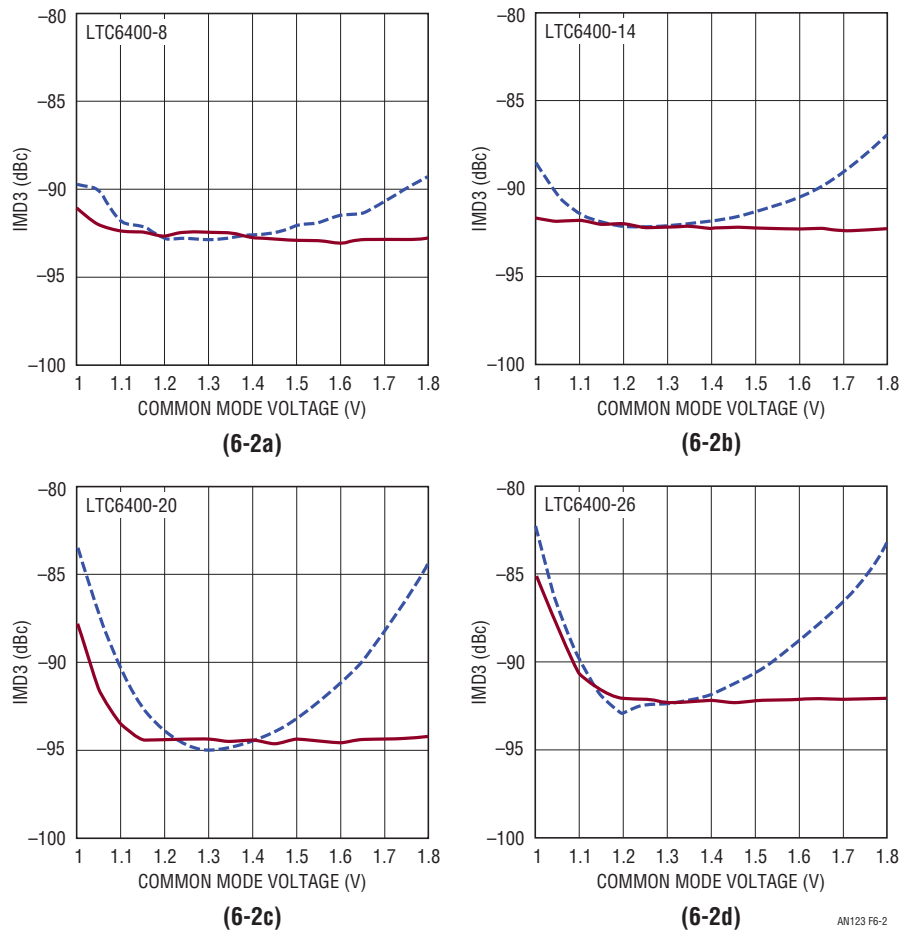 LTC6400-8
–80
–85
–90
–95
–100
IMD3 (dBc)
1 1.1 1.2 1.3 1.4 1.5 1.6 1.7 1.8
COMMON MODE VOLTAGE (V)
(6-2a)
LTC6400-14
–80
–85
–90
–95
–100
IMD3 (dBc)
1 1.1 1.2 1.3 1.4 1.5 1.6 1.7 1.8
COMMON MODE VOLTAGE (V)
(6-2b)
LTC6400-20
–80
–85
–90
–95
–100
IMD3 (dBc)
1 1.1 1.2 1.3 1.4 1.5 1.6 1.7 1.8
COMMON MODE VOLTAGE (V)
(6-2c)
LTC6400-26
–80
–85
–90
–95
–100
IMD3 (dBc)
1 1.1 1.2 1.3 1.4 1.5 1.6 1.7 1.8
COMMON MODE VOLTAGE (V)
(6-2d)
AN123 F6-2